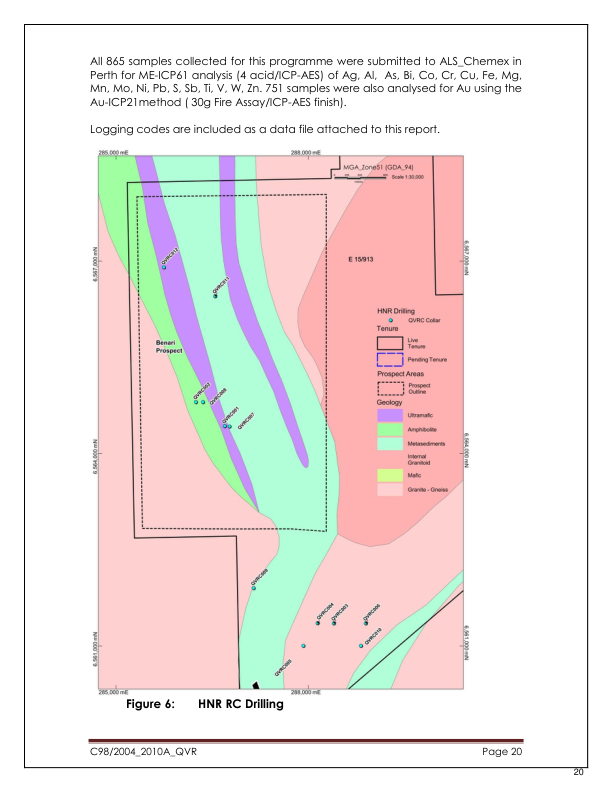 All 865 samples collected for this programme were submitted to ALS_Chemex in
Perth for ME-ICP61 analysis (4 acid/ICP-AES) of Ag, Al, As, Bi, Co, Cr, Cu, Fe, Mg,
Mn, Mo, Ni, Pb, S, Sb, Ti, V, W, Zn. 751 samples were also analysed for Au using the
Au-ICP21method ( 30g Fire Assay/ICP-AES finish).
Logging codes are included as a data file attached to this report.
285,000 mE
288,000 mE
MGA_Zone51 (GDA_94)
Scale 1:30,000
6,567,000 mN
6,567,000 mN
QVRC012
QVRC011
E 15/913
HNR Drilling
QVRC Collar
Tenure
Live
Tenure
Pending Tenure
Prospect Areas
Prospect
Outline
Geology
Ultramafic
Amphibolite
Metasediments
Internal
Granitoid
Mafic
Granite - Gneiss
Benari
Prospect
QVRC002
QVRC008
QVRC001
QVRC007
6,564,000 mN
6,564,000 mN
QVRC009
QVRC004
QVRC003
QVRC010
6,561,000 mN
6,561,000 mN
285,000 mE
288,000 mE
Figure 6: HNR RC Drilling
C98/2004_2010A_QVR Page 20
20